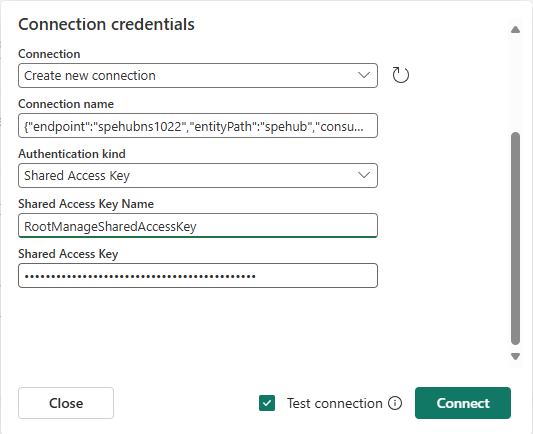 Connection credentials
Connection
Create new connection
Connection name
{"endpoint":"spehubns1022","entityPath":"spehub","consu...
Authentication kind
Shared Access Key
Shared Access Key Name
RootManageSharedAccessKey
Shared Access Key
••••••••••••••••••••••••••••••••••••••••••••
Close
Test connection
Connect